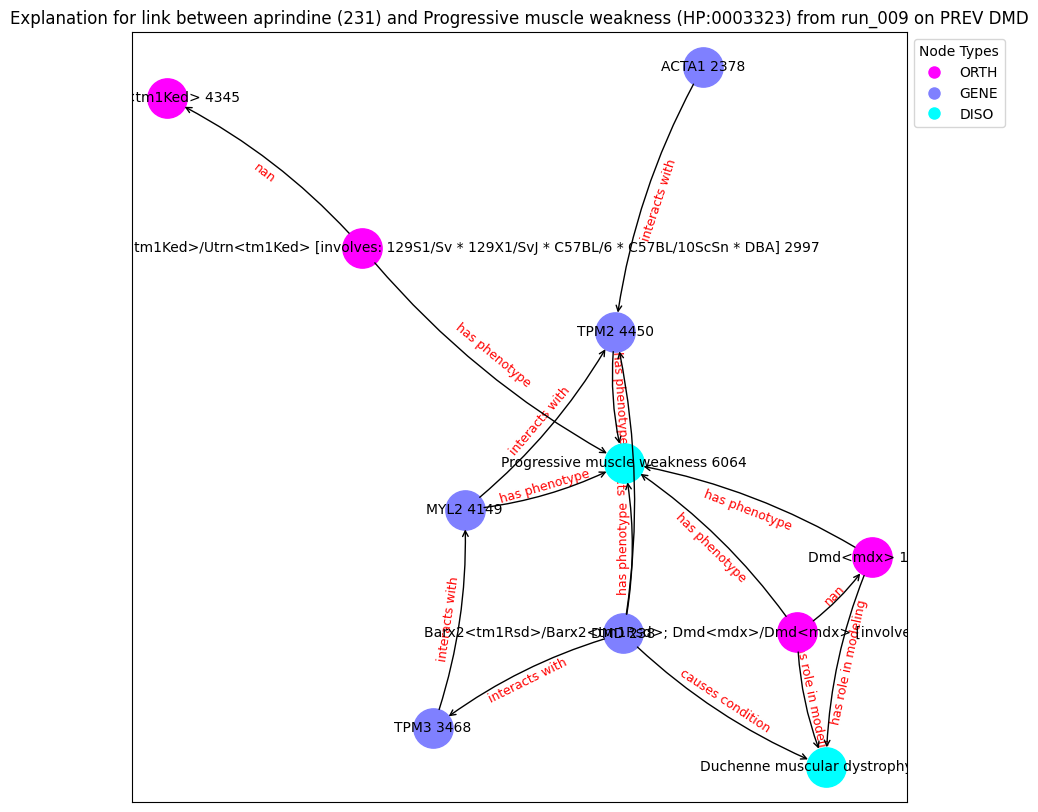 Explanation for link between aprindine (231) and Progressive muscle weakness (HP:0003323) from run_009 on PREV DMD
Node Types
ORTH
GENE
DISO
ACTA1 2378
<tm1Ked> 4345
nan
interacts with
tm1Ked>/Utrn<tm1Ked> [involves: 129S1/Sv * 129X1/SvJ * C57BL/6 * C57BL/10ScSn * DBA] 2997
TPM2 4450
has phenotype
has phenotype
interacts with
Progressive muscle weakness 6064
has phenotype
MYL2 4149
has phenotype
has phenotype
has phenotype
Dmd<mdx> 1
nan
interacts with
Barx2<tm1Rsd>/Barx2<tm1Rsd>; Dmd<mdx>/Dmd<mdx> [involve
DMD 238
interacts with
causes condition
has role in modeling
TPM3 3468
Duchenne muscular dystrophy